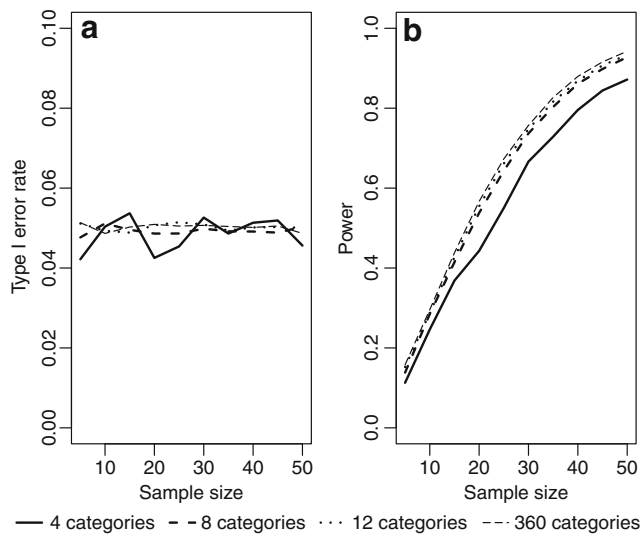 a
b
0.10
0.08
0.06
0.04
0.02
0.00
Type I error rate
10 20 30 40 50
Sample size
1.0
0.8
0.6
0.4
0.2
0.0
Power
10 20 30 40 50
Sample size
4 categories 8 categories 12 categories 360 categories